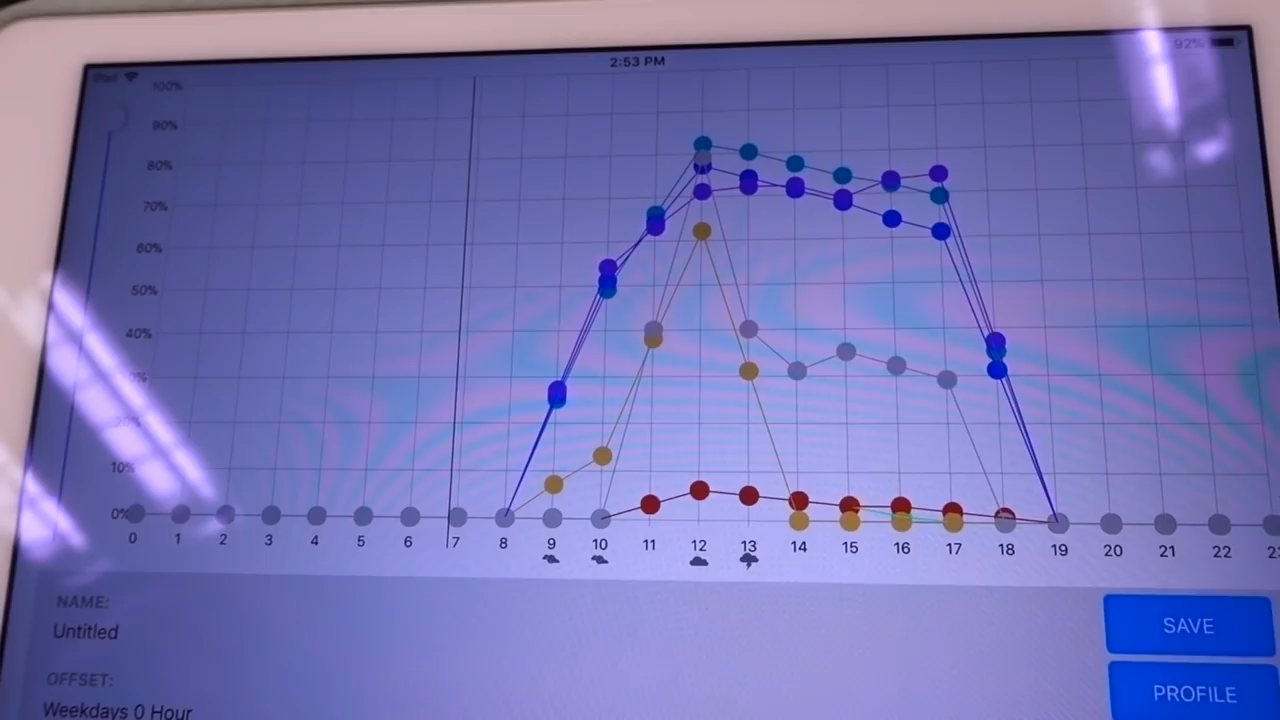 iPad 2:53 PM 92%
100%
90%
80%
70%
60%
50%
40%
30%
20%
10%
0%
0 1 2 3 4 5 6 7 8 9 10 11 12 13 14 15 16 17 18 19 20 21 22
NAME:
Untitled
SAVE
OFFSET:
Weekdays 0 Hour
PROFILE